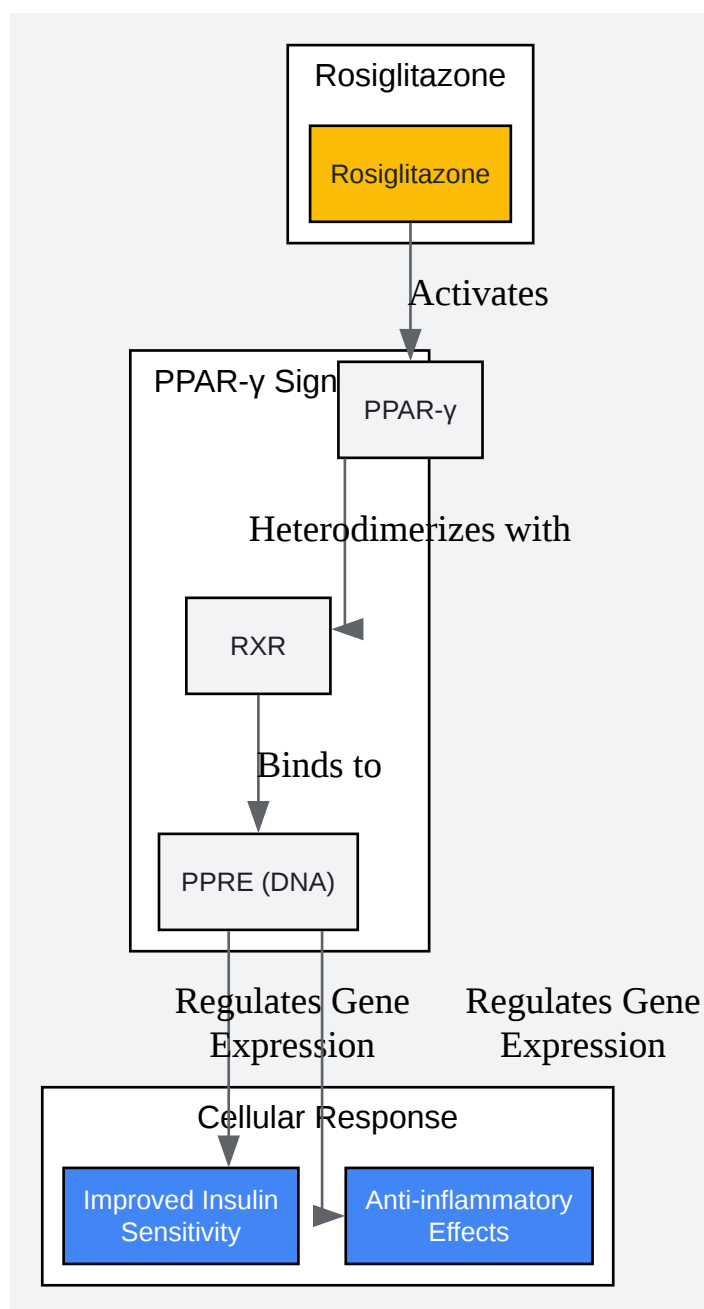 Rosiglitazone
Rosiglitazone
Activates
PPAR-γ Sign
PPAR-γ
Heterodimerizes with
RXR
Binds to
PPRE (DNA)
Regulates Gene
Expression
Regulates Gene
Expression
Cellular Response
Improved Insulin
Sensitivity
Anti-inflammatory
Effects